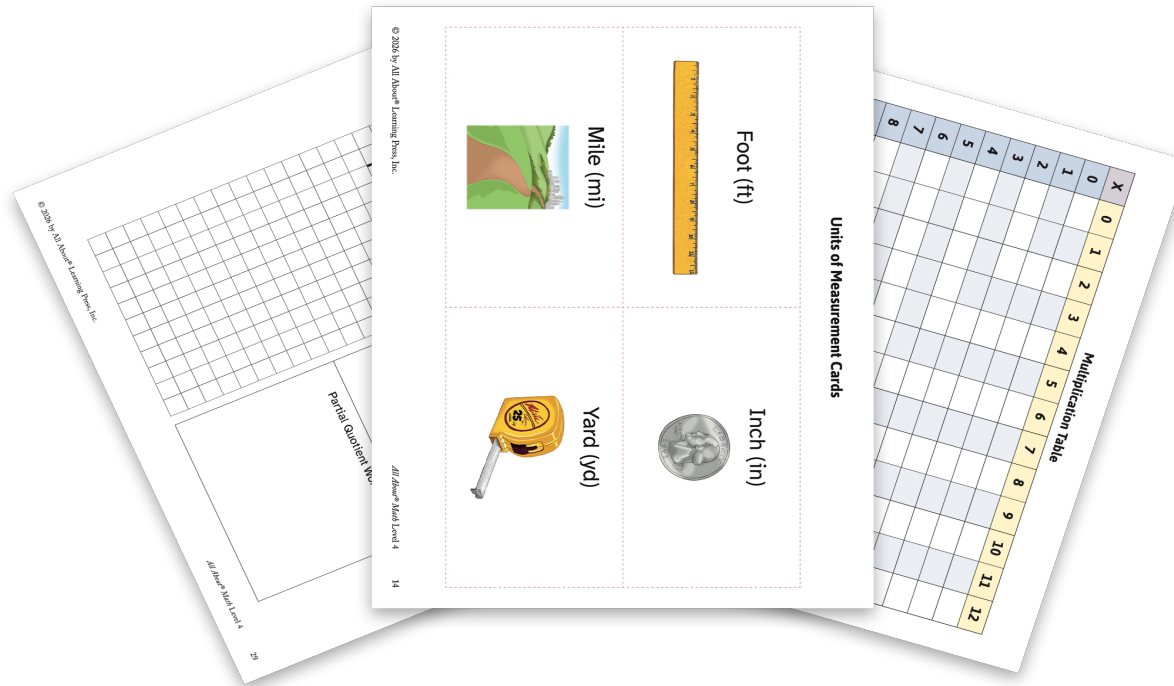 Units of Measurement Cards
Foot (ft)
Inch (in)
Mile (mi)
Yard (yd)
25
© 2026 by All About® Learning Press, Inc.
All About® Math Level 4
14
Multiplication Table
X 0 1 2 3 4 5 6 7 8 9 10 11 12
0
1
2
3
4
5
6
7
8
Partial Quotient
© 2026 by All About® Learning Press, Inc.
All About® Math Level 4
29